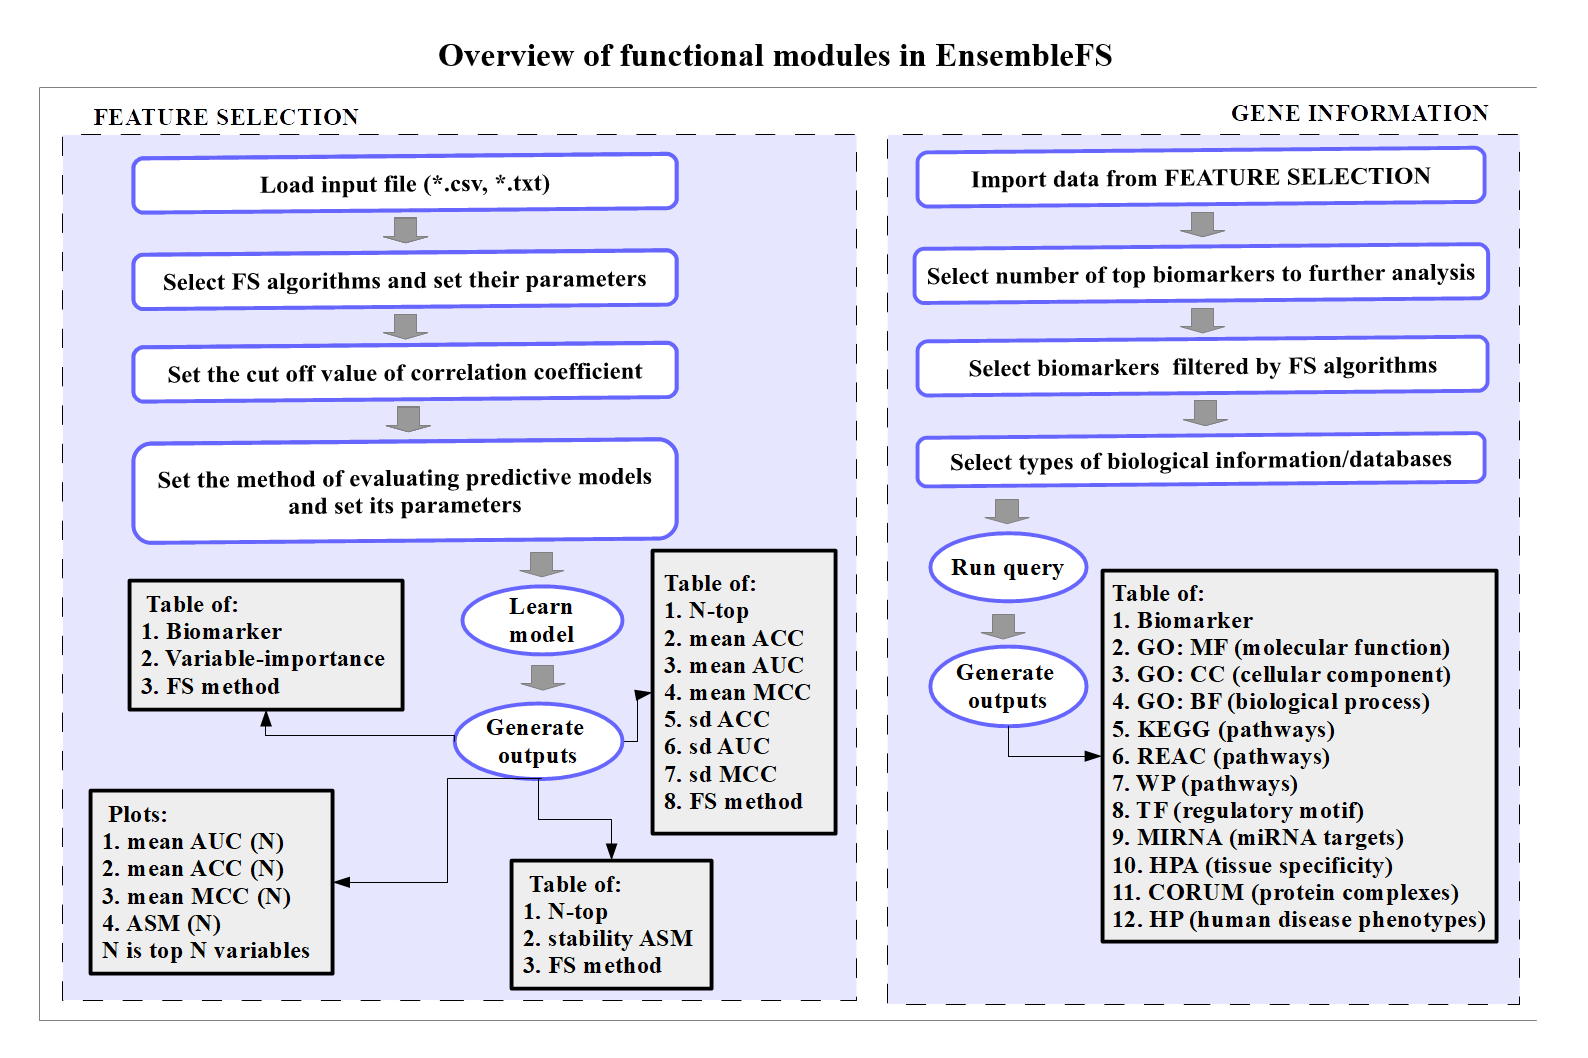 Overview of functional modules in EnsembleFS
FEATURE SELECTION
Load input file (*.csv, *.txt)
Select FS algorithms and set their parameters
Set the cut off value of correlation coefficient
Set the method of evaluating predictive models
and set its parameters
Learn
model
Generate
outputs
Table of:
1. Biomarker
2. Variable-importance
3. FS method
Table of:
1. N-top
2. mean ACC
3. mean AUC
4. mean MCC
5. sd ACC
6. sd AUC
7. sd MCC
8. FS method
Plots:
1. mean AUC (N)
2. mean ACC (N)
3. mean MCC (N)
4. ASM (N)
N is top N variables
Table of:
1. N-top
2. stability ASM
3. FS method
GENE INFORMATION
Import data from FEATURE SELECTION
Select number of top biomarkers to further analysis
Select biomarkers filtered by FS algorithms
Select types of biological information/databases
Run query
Generate
outputs
Table of:
1. Biomarker
2. GO: MF (molecular function)
3. GO: CC (cellular component)
4. GO: BF (biological process)
5. KEGG (pathways)
6. REAC (pathways)
7. WP (pathways)
8. TF (regulatory motif)
9. MIRNA (miRNA targets)
10. HPA (tissue specificity)
11. CORUM (protein complexes)
12. HP (human disease phenotypes)